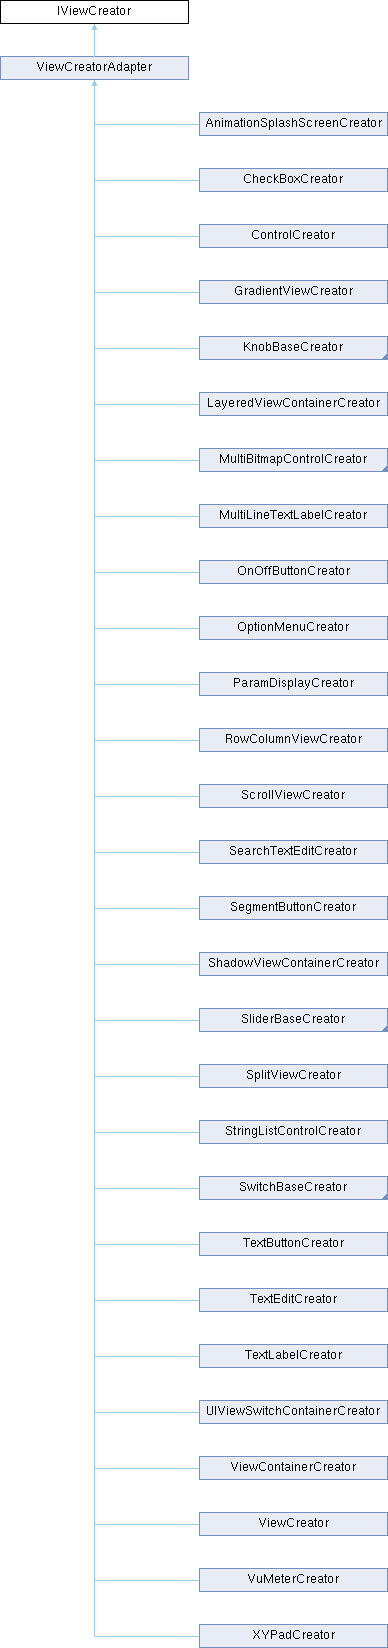 IViewCreator
ViewCreatorAdapter
AnimationSplashScreenCreator
CheckBoxCreator
ControlCreator
GradientViewCreator
KnobBaseCreator
LayeredViewContainerCreator
MultiBitmapControlCreator
MultiLineTextLabelCreator
OnOffButtonCreator
OptionMenuCreator
ParamDisplayCreator
RowColumnViewCreator
ScrollViewCreator
SearchTextEditCreator
SegmentButtonCreator
ShadowViewContainerCreator
SliderBaseCreator
SplitViewCreator
StringListControlCreator
SwitchBaseCreator
TextButtonCreator
TextEditCreator
TextLabelCreator
UIViewSwitchContainerCreator
ViewContainerCreator
ViewCreator
VuMeterCreator
XYPadCreator